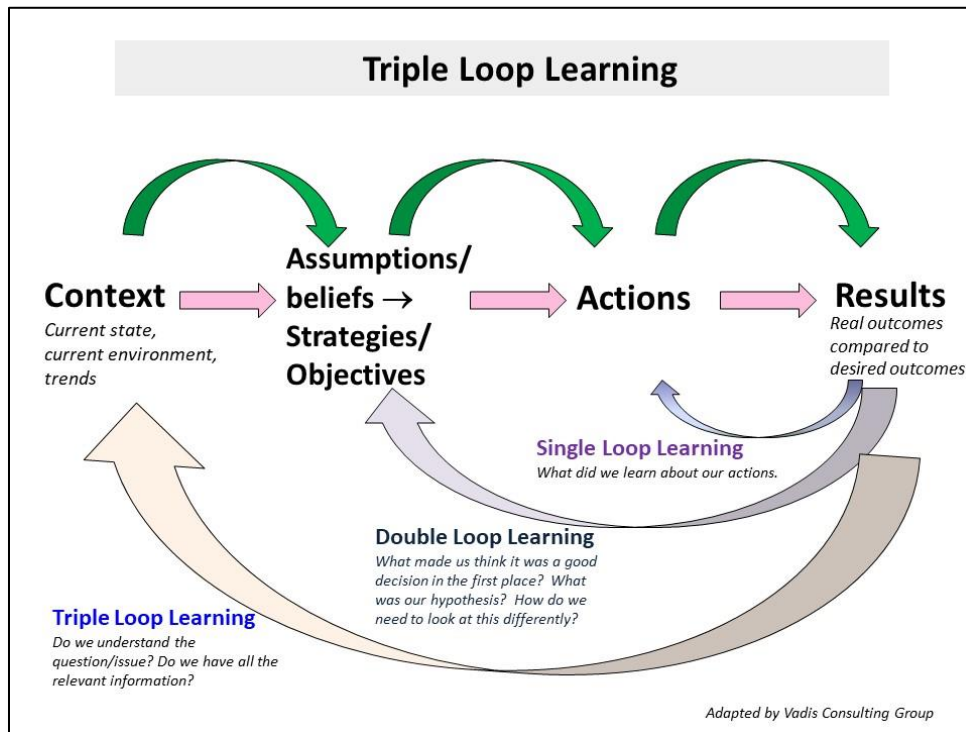 Triple Loop Learning
Context
Current state,
current environment,
trends
Assumptions/
beliefs →
Strategies/
Objectives
Actions
Results
Real outcomes
compared to
desired outcomes
Single Loop Learning
What did we learn about our actions.
Double Loop Learning
What made us think it was a good
decision in the first place? What
was our hypothesis? How do we
need to look at this differently?
Triple Loop Learning
Do we understand the
question/issue? Do we have all the
relevant information?
Adapted by Vadis Consulting Group